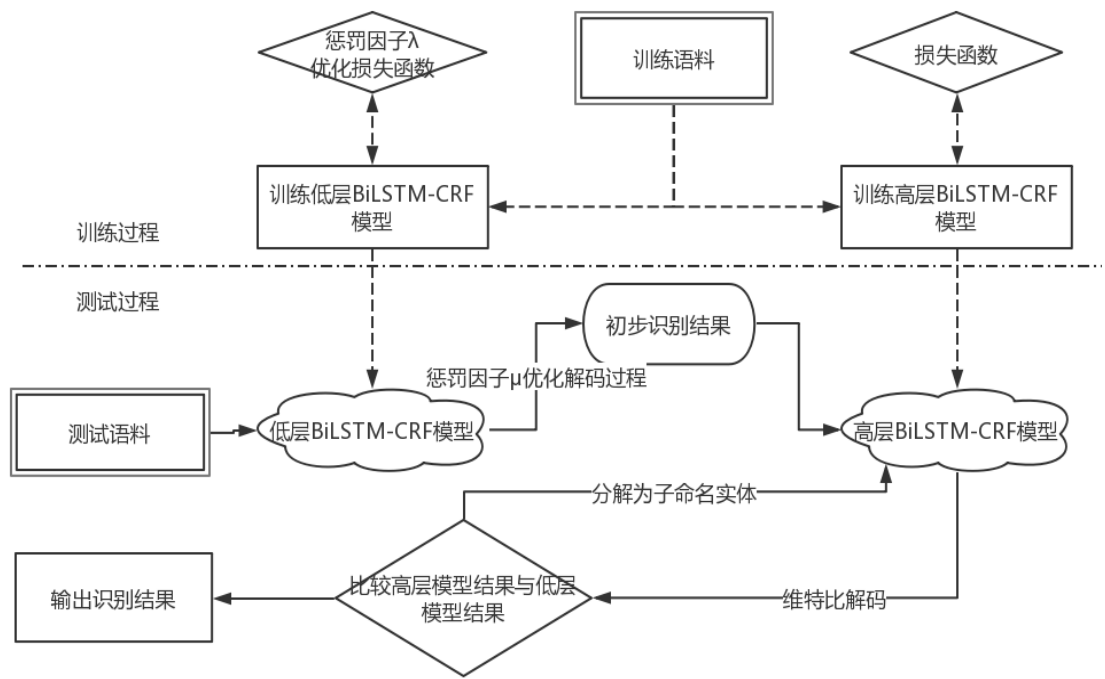 惩罚因子λ
优化损失函数
训练语料
损失函数
训练低层BiLSTM-CRF
模型
训练高层BiLSTM-CRF
模型
训练过程
测试过程
初步识别结果
惩罚因子μ优化解码过程
测试语料
低层BiLSTM-CRF模型
高层BiLSTM-CRF模型
分解为子命名实体
比较高层模型结果与低层
模型结果
输出识别结果
维特比解码